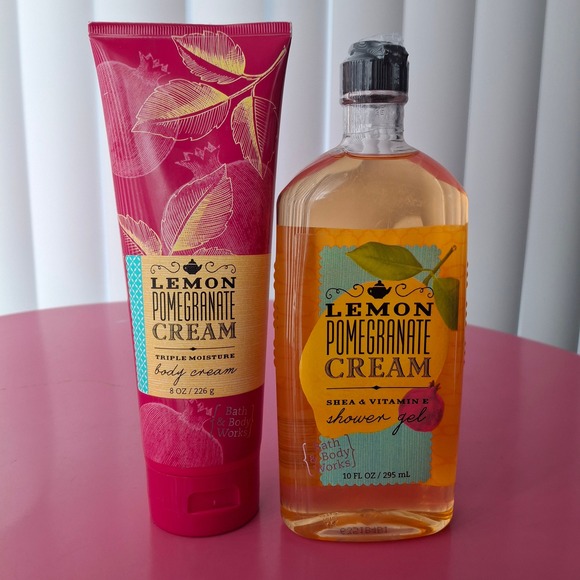 LEMON
POMEGRANATE
CREAM
TRIPLE MOISTURE
body cream
8 OZ / 226 g
Bath
& Body
Works
LEMON
POMEGRANATE
CREAM
SHEA & VITAMIN E
shower gel
Bath
& Body
Works
10 FL OZ / 295 mL